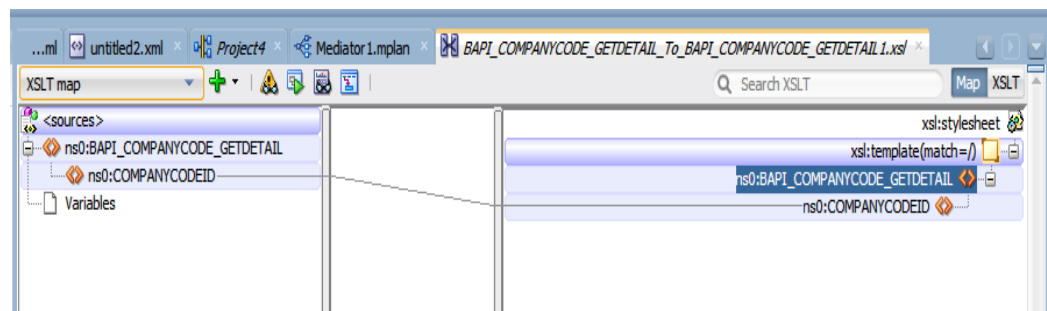 ...ml untitled2.xml Project4 Mediator1.mplan BAPI_COMPANYCODE_GETDETAIL_To_BAPI_COMPANYCODE_GETDETAIL1.xsl
XSLT map Search XSLT Map XSLT
<sources> xsl:stylesheet
ns0:BAPI_COMPANYCODE_GETDETAIL xsl:template(match=/)
ns0:COMPANYCODEID ns0:BAPI_COMPANYCODE_GETDETAIL
Variables ns0:COMPANYCODEID